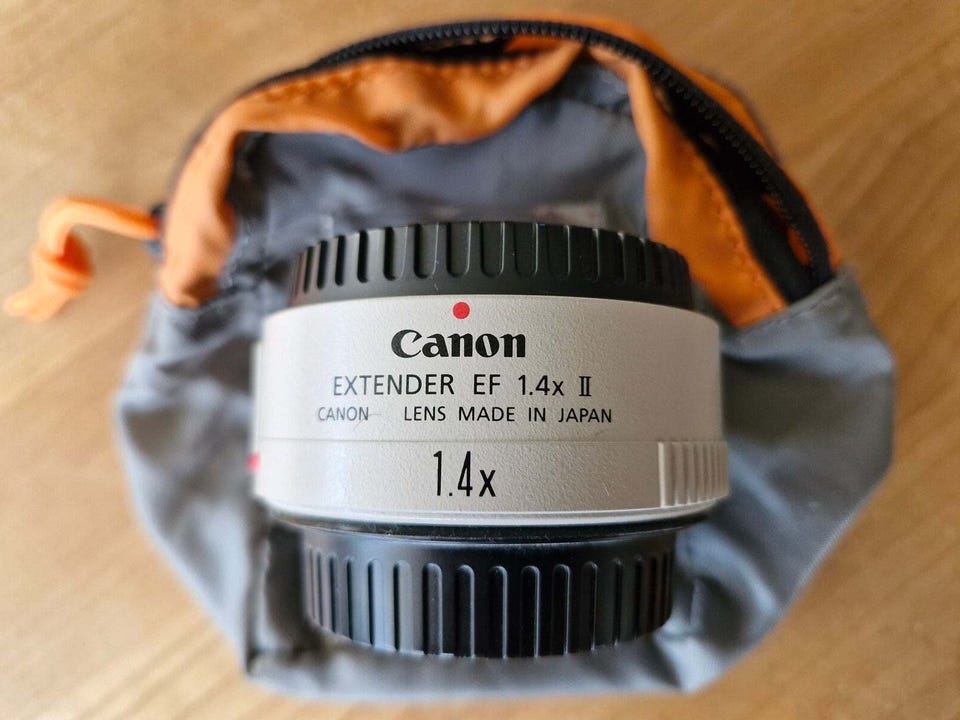 Canon
EXTENDER EF 1.4x II
CANON LENS MADE IN JAPAN
1.4x